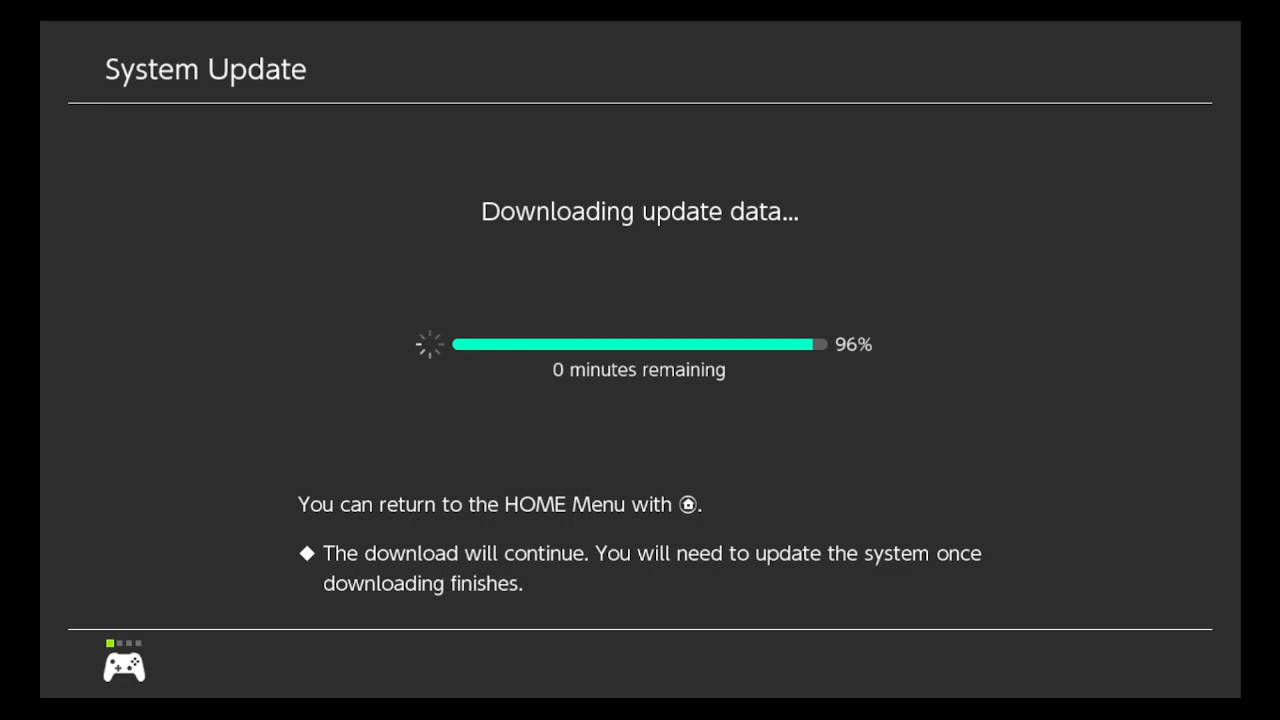 System Update
Downloading update data...
96%
0 minutes remaining
You can return to the HOME Menu with .
◆ The download will continue. You will need to update the system once
downloading finishes.